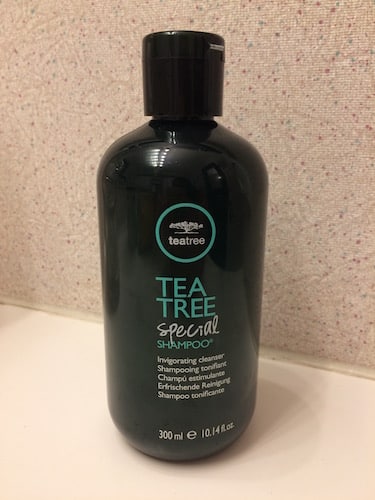 teatree
TEA
TREE
special
SHAMPOO®
Invigorating cleanser
Shampooing tonifiant
Champú estimulante
Erfrischende Reinigung
Shampoo tonificante
300 ml ℮ 10.14 fl. oz.